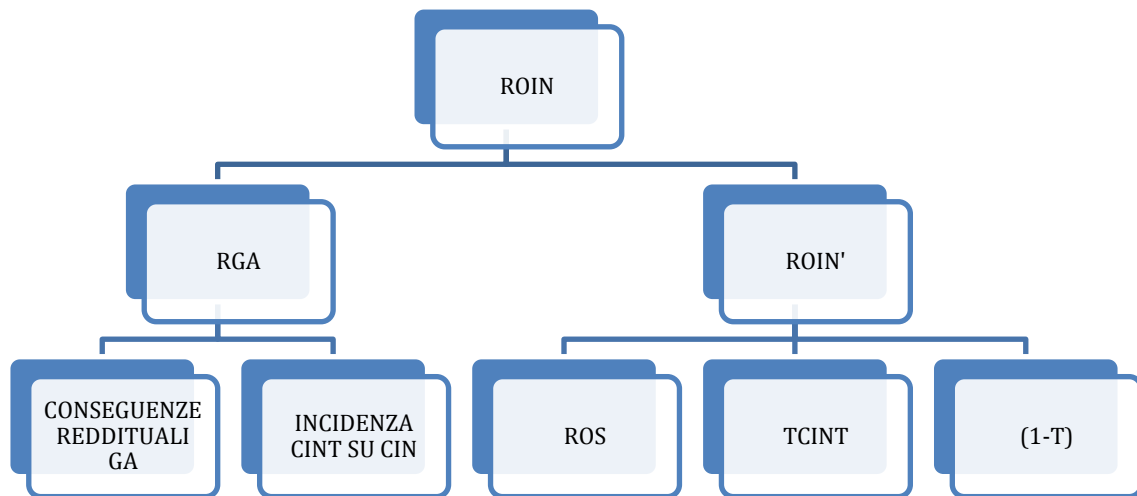 ROIN
RGA
ROIN'
CONSEGUENZE
REDDITUALI
GA
INCIDENZA
CINT SU CIN
ROS
TCINT
(1-T)